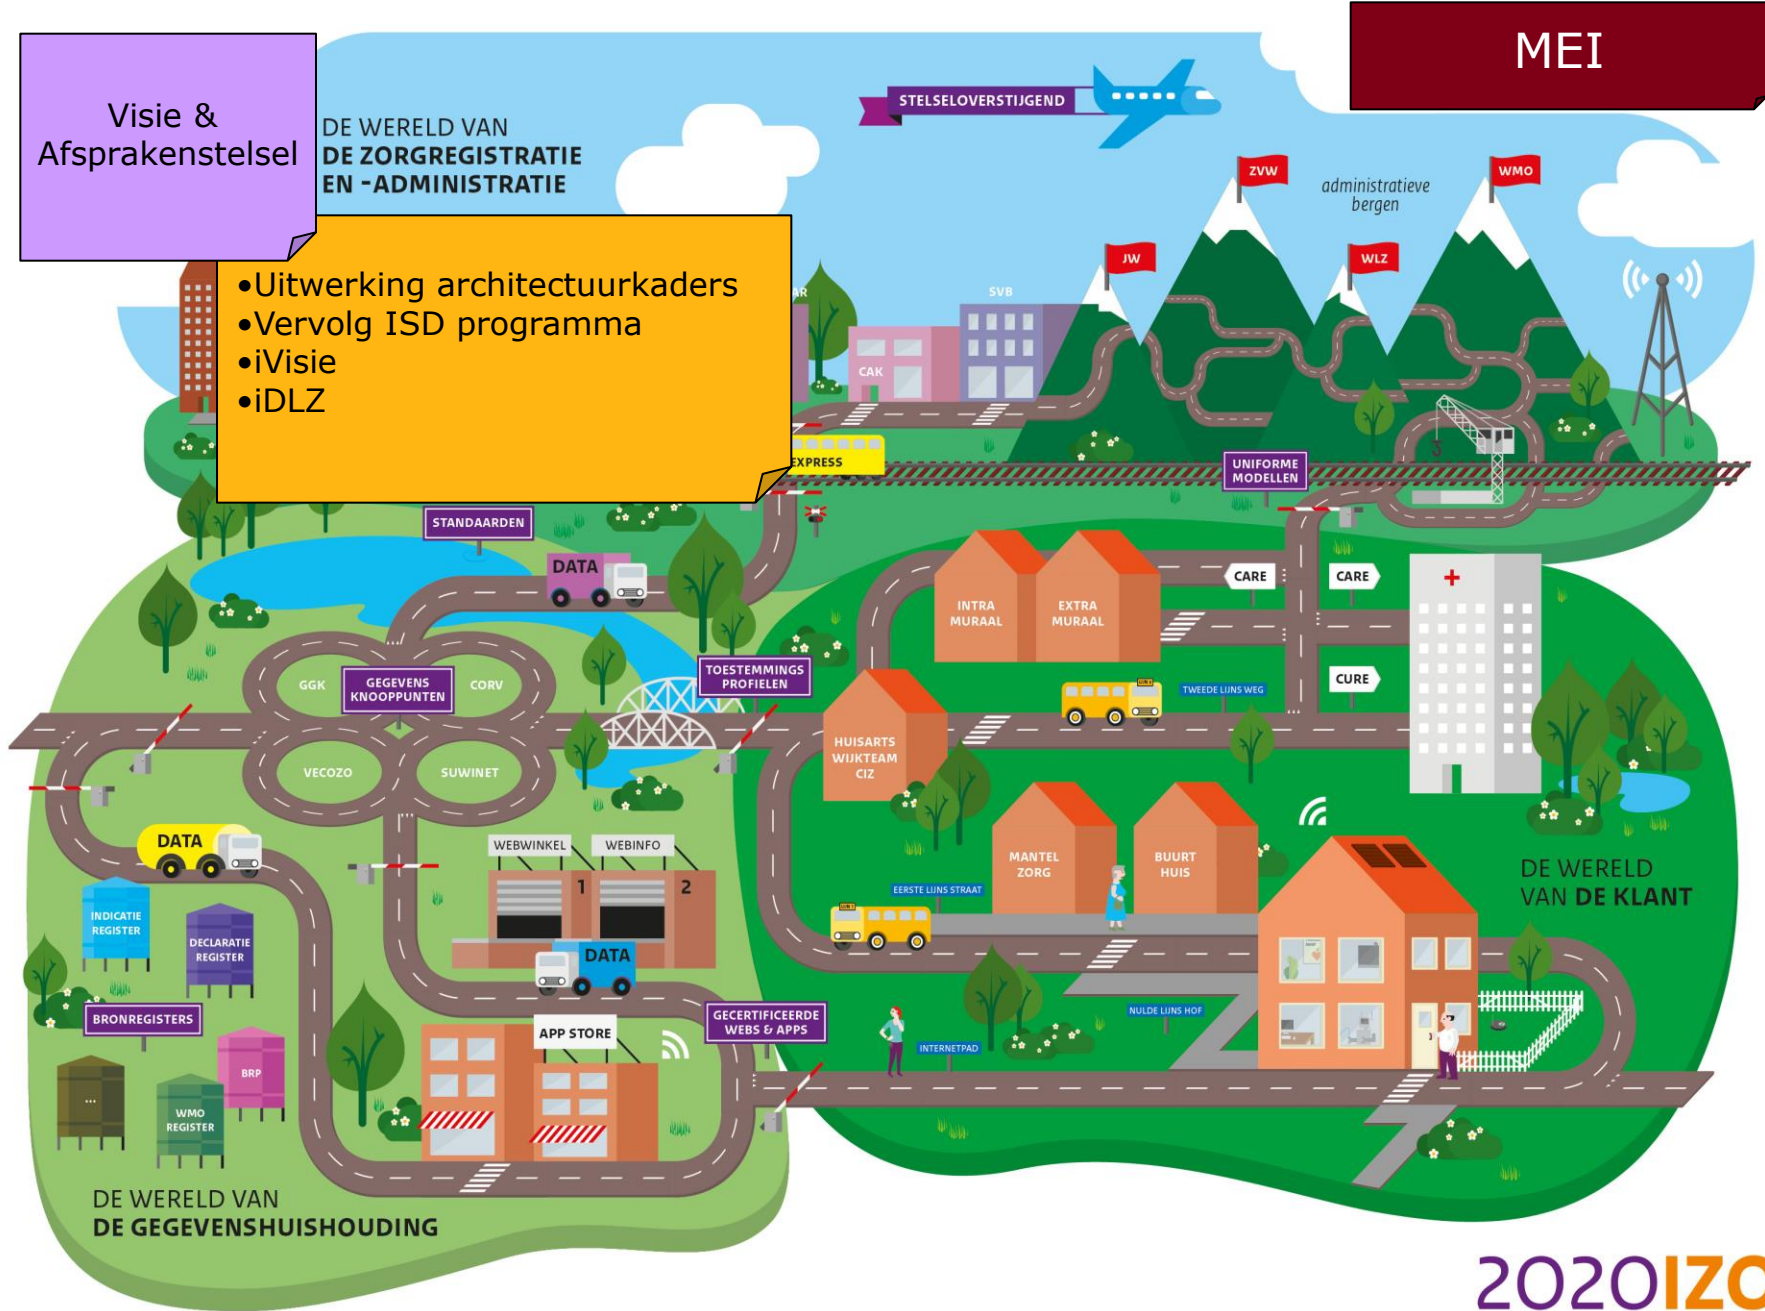 MEI
Visie &
Afsprakenstelsel
DE WERELD VAN
DE ZORGREGISTRATIE
EN -ADMINISTRATIE
STELSELOVERSTIJGEND
ZVW
administratieve
bergen
WMO
JW
WLZ
•Uitwerking architectuurkaders
•Vervolg ISD programma
•iVisie
•iDLZ
AR
SVB
CAK
EXPRESS
UNIFORME
MODELLEN
3
STANDAARDEN
DATA
INTRA
MURAAL
EXTRA
MURAAL
CARE
CARE
CURE
GGK
GEGEVENS
KNOOPPUNTEN
CORV
TOESTEMMINGS
PROFIELEN
TWEEDE LIJNS WEG
VECOZO
SUWINET
HUISARTS
WIJKTEAM
CIZ
DATA
WEBWINKEL
WEBINFO
1
2
MANTEL
ZORG
BUURT
HUIS
DE WERELD
VAN DE KLANT
EERSTE LIJNS STRAAT
INDICATIE
REGISTER
DECLARATIE
REGISTER
DATA
BRONREGISTERS
APP STORE
GECERTIFICEERDE
WEBS & APPS
NULDE LIJNS HOF
INTERNETPAD
...
BRP
WMO
REGISTER
DE WERELD VAN
DE GEGEVENSHUISHOUDING
2020IZO